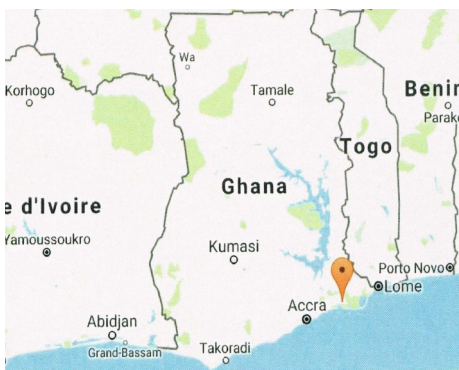 Wa
Korhogo
Tamale
Benin
Parak
Togo
Ghana
e d'Ivoire
Yamoussoukro
Kumasi
Porto Novo
Lome
Accra
Abidjan
Grand-Bassam
Takoradi